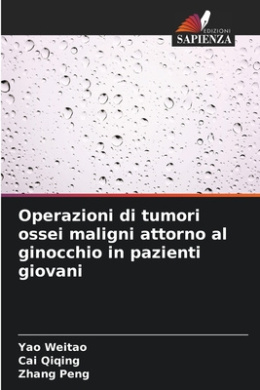 EDIZIONI
SAPIENZA
Operazioni di tumori
ossei maligni attorno al
ginocchio in pazienti
giovani
Yao Weitao
Cai Qiqing
Zhang Peng